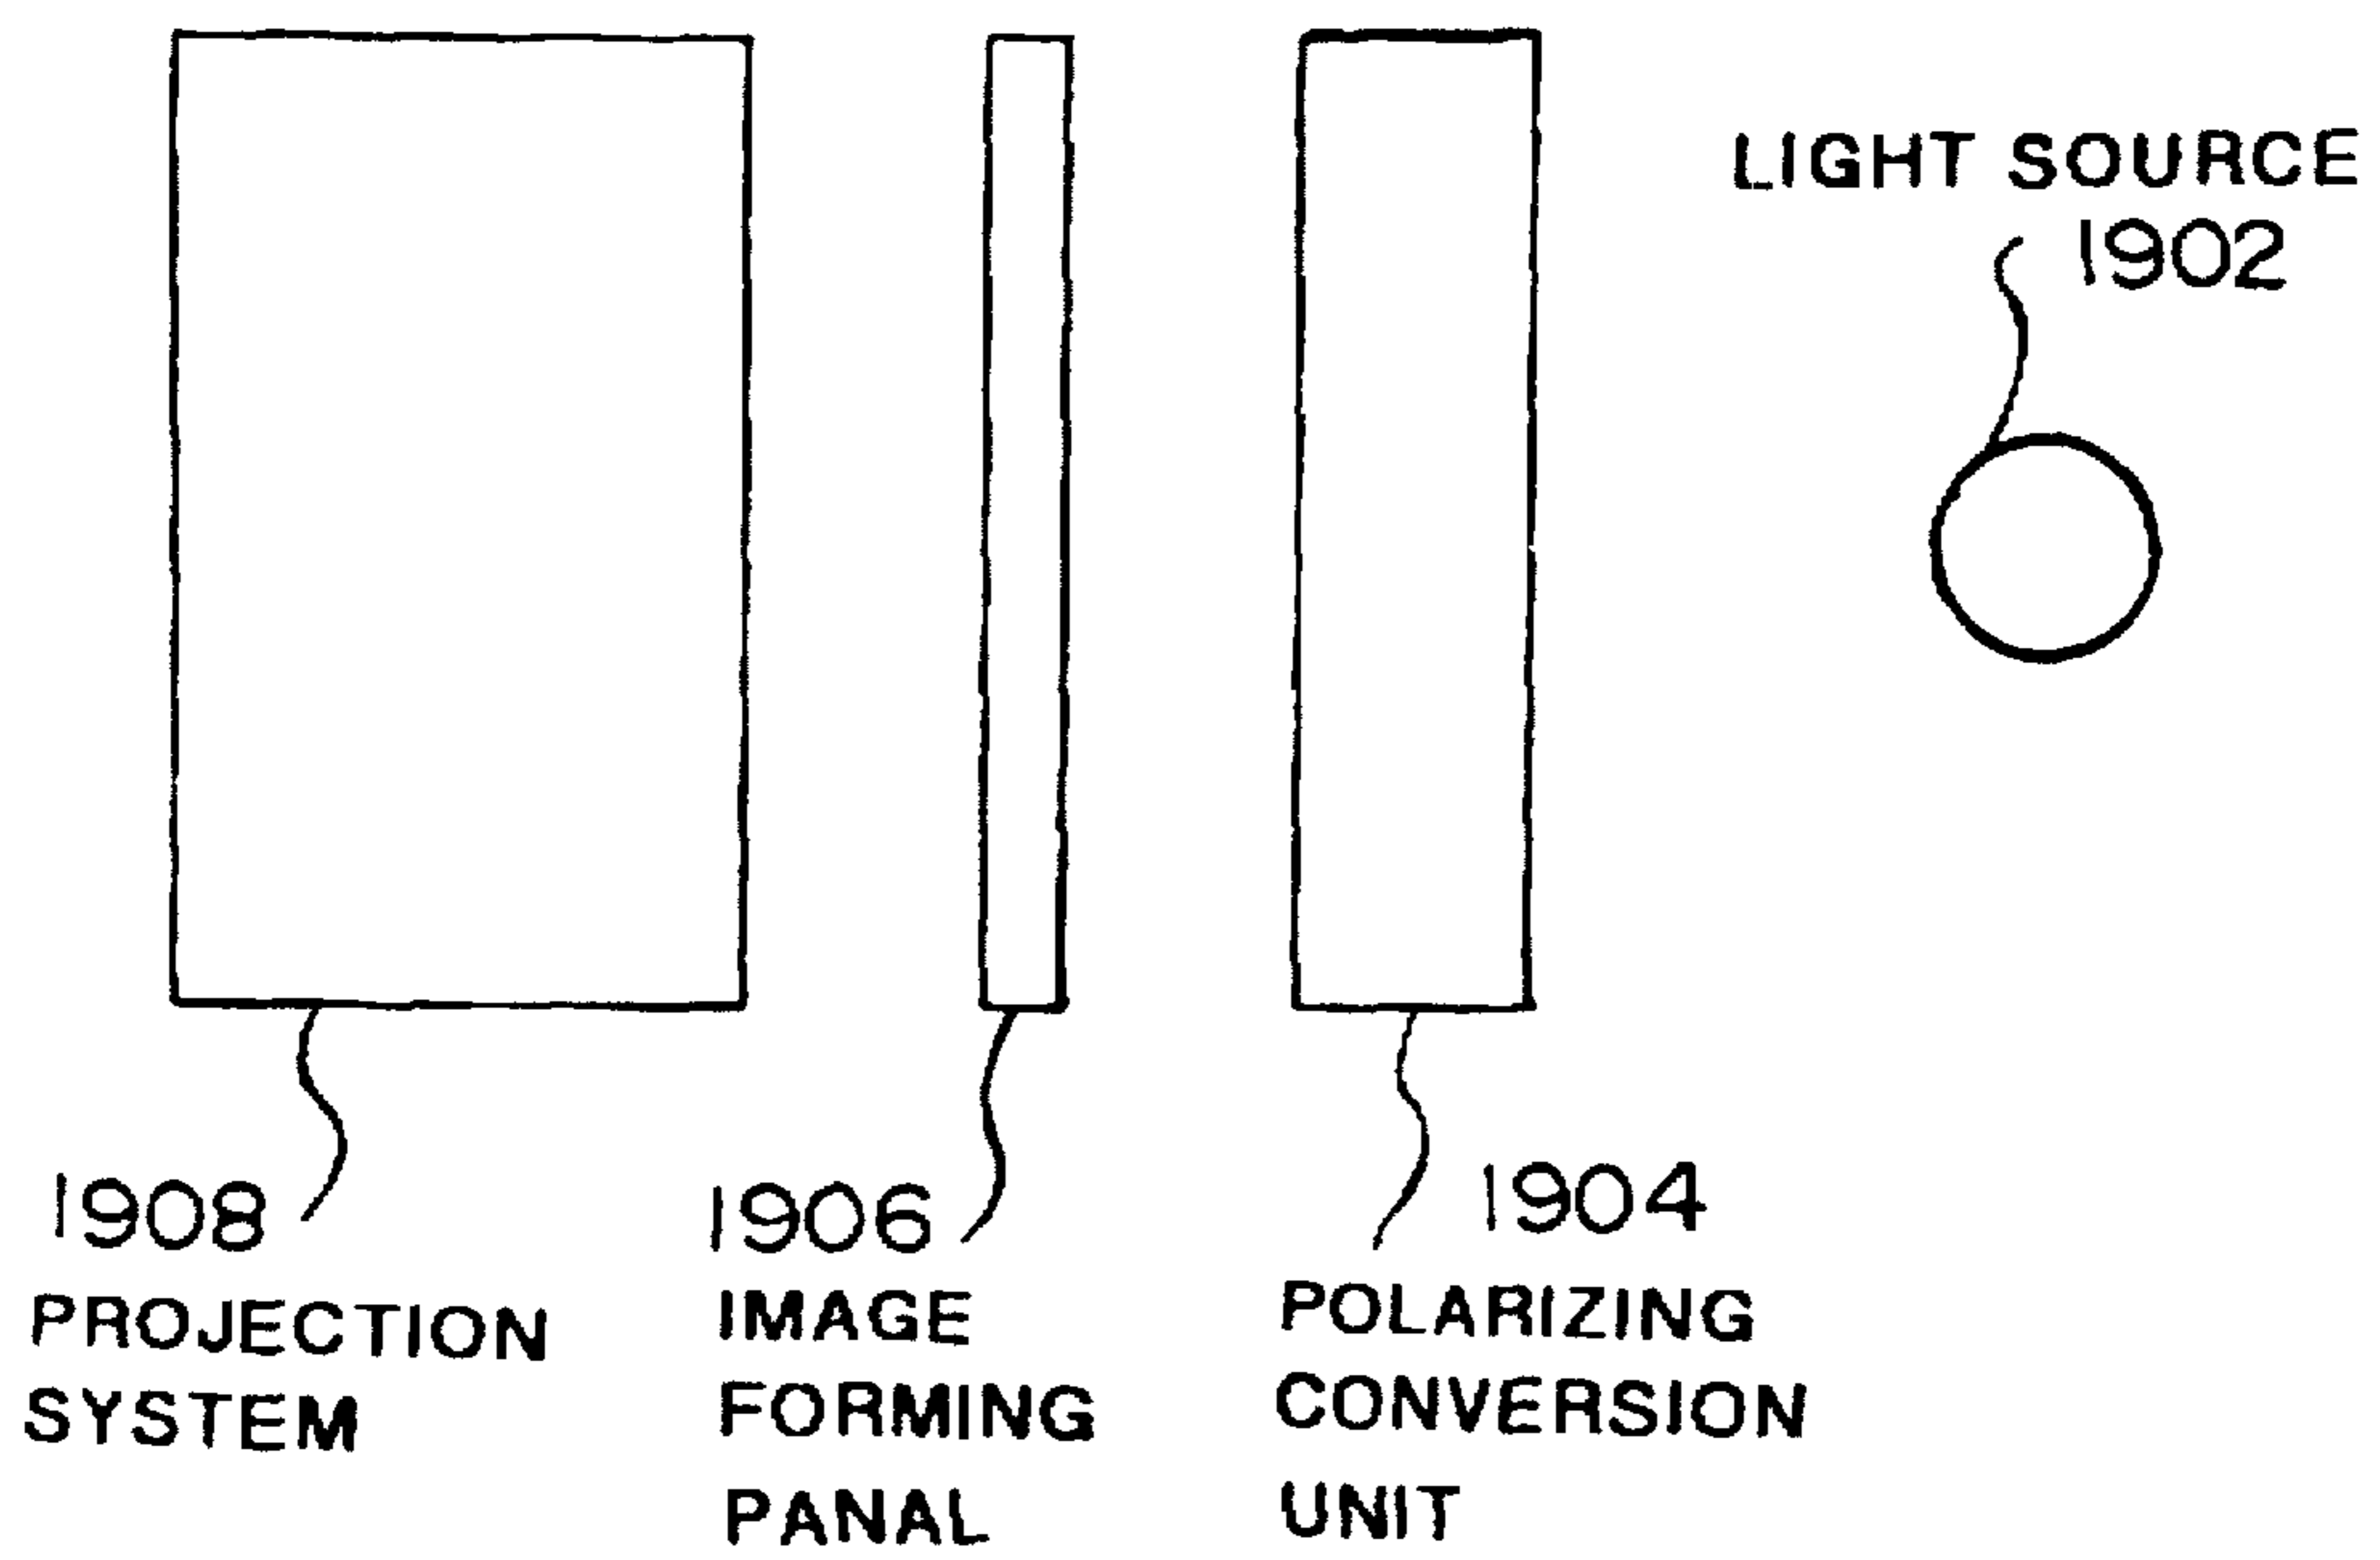 LIGHT SOURCE
1902
1908
PROJECTION
SYSTEM
1906
IMAGE
FORMING
PANAL
1904
POLARIZING
CONVERSION
UNIT